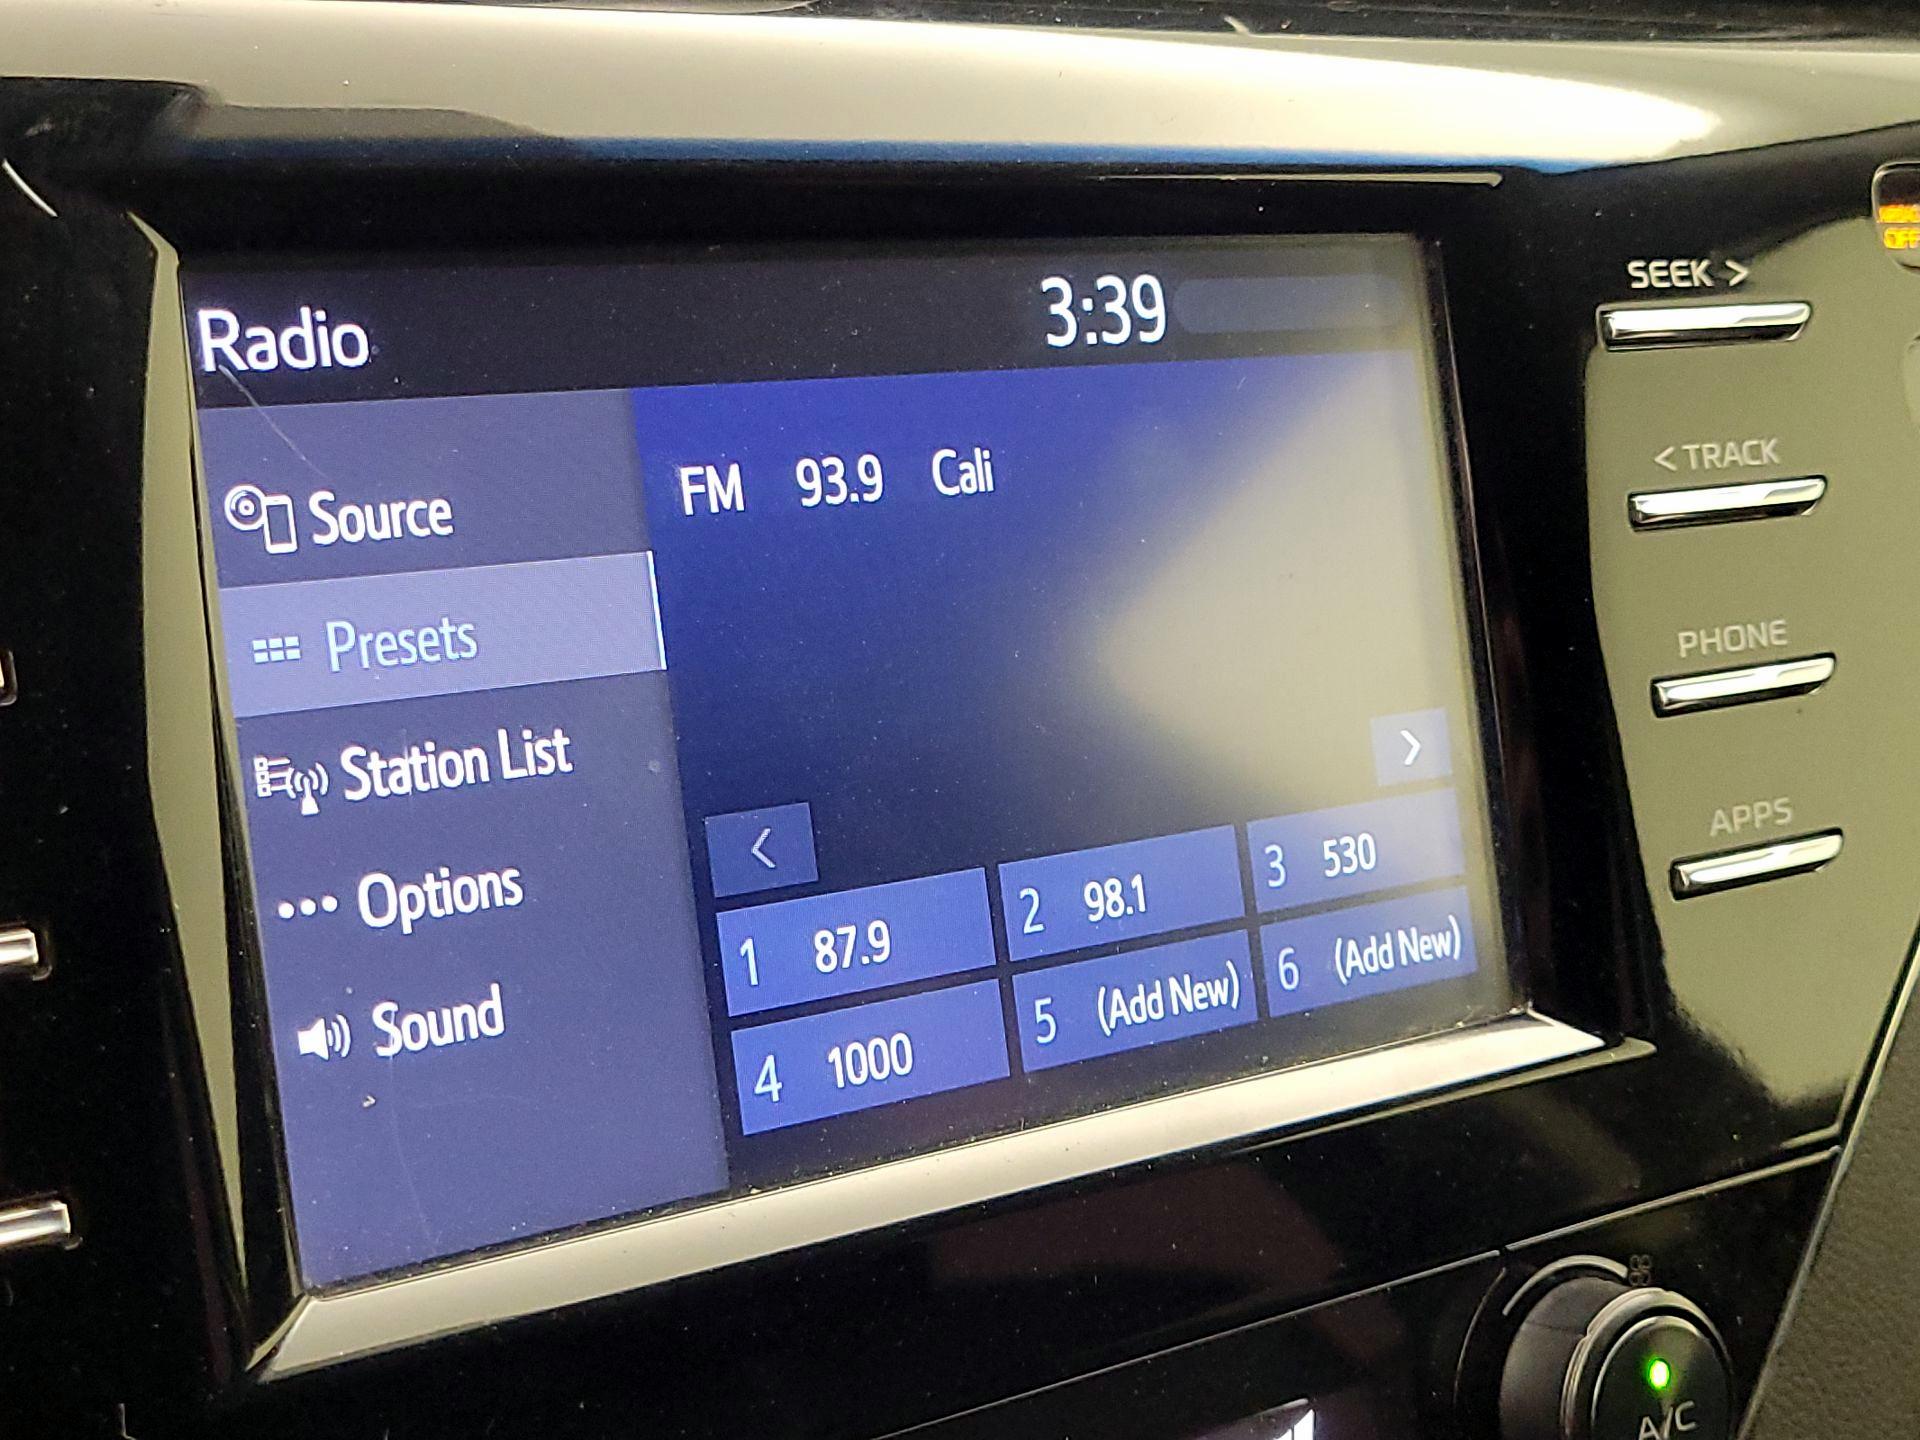 Radio
3:39
Source
Presets
Station List
Options
Sound
FM 93.9 Cali
<
>
1 87.9
2 98.1
3 530
4 1000
5 (Add New)
6 (Add New)
SEEK >
< TRACK
PHONE
APPS
OFF
A/C